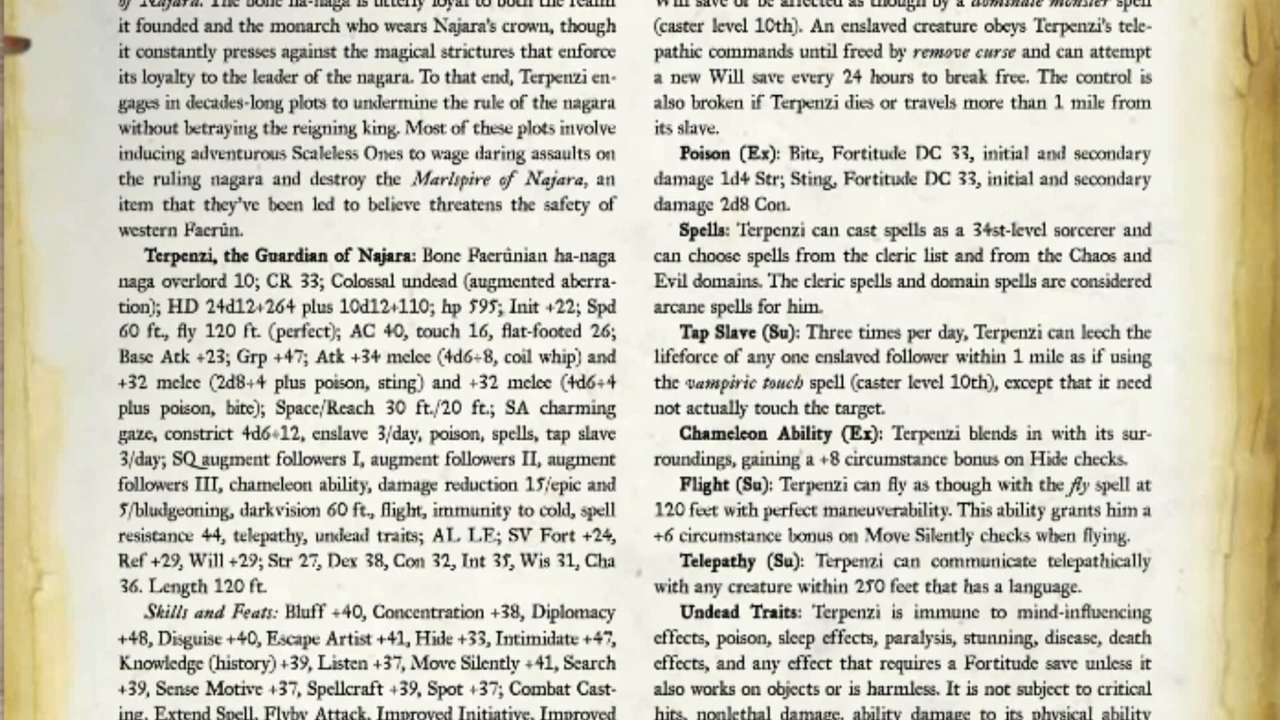 of Najara. The bone ha-naga is utterly loyal to both the realm
it founded and the monarch who wears Najara's crown, though
it constantly presses against the magical strictures that enforce
its loyalty to the leader of the nagara. To that end, Terpenzi en-
gages in decades-long plots to undermine the rule of the nagara
without betraying the reigning king. Most of these plots involve
inducing adventurous Scaleless Ones to wage daring assaults on
the ruling nagara and destroy the Marlspire of Najara, an
item that they've been led to believe threatens the safety of
western Faerûn.
Terpenzi, the Guardian of Najara: Bone Faerûnian ha-naga
naga overlord 10; CR 33; Colossal undead (augmented aberra-
tion); HD 24d12+264 plus 10d12+110; hp 595; Init +22; Spd
60 ft., fly 120 ft. (perfect); AC 40, touch 16, flat-footed 26;
Base Atk +23; Grp +47; Atk +34 melee (4d6+8, coil whip) and
+32 melee (2d8+4 plus poison, sting) and +32 melee (4d6+4
plus poison, bite); Space/Reach 30 ft./20 ft.; SA charming
gaze, constrict 4d6+12, enslave 3/day, poison, spells, tap slave
3/day; SQ augment followers I, augment followers II, augment
followers III, chameleon ability, damage reduction 15/epic and
5/bludgeoning, darkvision 60 ft., flight, immunity to cold, spell
resistance 44, telepathy, undead traits; AL LE; SV Fort +24,
Ref +29, Will +29; Str 27, Dex 38, Con 32, Int 35, Wis 31, Cha
36. Length 120 ft.
Skills and Feats: Bluff +40, Concentration +38, Diplomacy
+48, Disguise +40, Escape Artist +41, Hide +33, Intimidate +47,
Knowledge (history) +39, Listen +37, Move Silently +41, Search
+39, Sense Motive +37, Spellcraft +39, Spot +37; Combat Cast-
ing, Extend Spell, Flyby Attack, Improved Initiative, Improved
Will save or be affected as though by a dominate monster spell
(caster level 10th). An enslaved creature obeys Terpenzi's tele-
pathic commands until freed by remove curse and can attempt
a new Will save every 24 hours to break free. The control is
also broken if Terpenzi dies or travels more than 1 mile from
its slave.
Poison (Ex): Bite, Fortitude DC 33, initial and secondary
damage 1d4 Str; Sting, Fortitude DC 33, initial and secondary
damage 2d8 Con.
Spells: Terpenzi can cast spells as a 34st-level sorcerer and
can choose spells from the cleric list and from the Chaos and
Evil domains. The cleric spells and domain spells are considered
arcane spells for him.
Tap Slave (Su): Three times per day, Terpenzi can leech the
lifeforce of any one enslaved follower within 1 mile as if using
the vampiric touch spell (caster level 10th), except that it need
not actually touch the target.
Chameleon Ability (Ex): Terpenzi blends in with its sur-
roundings, gaining a +8 circumstance bonus on Hide checks.
Flight (Su): Terpenzi can fly as though with the fly spell at
120 feet with perfect maneuverability. This ability grants him a
+6 circumstance bonus on Move Silently checks when flying.
Telepathy (Su): Terpenzi can communicate telepathically
with any creature within 250 feet that has a language.
Undead Traits: Terpenzi is immune to mind-influencing
effects, poison, sleep effects, paralysis, stunning, disease, death
effects, and any effect that requires a Fortitude save unless it
also works on objects or is harmless. It is not subject to critical
hits, nonlethal damage, ability damage to its physical ability